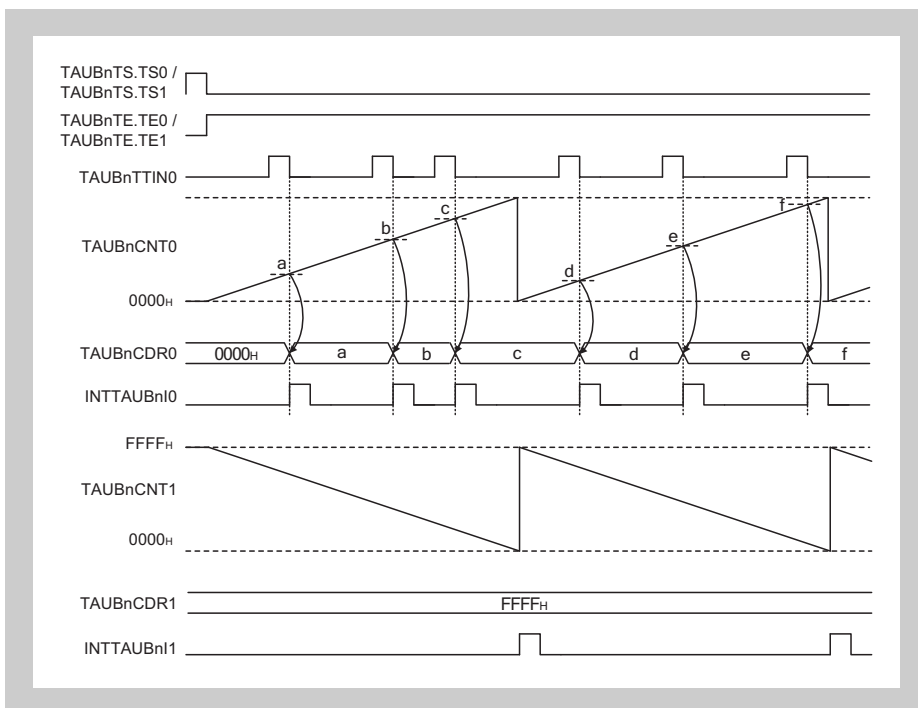 TAUBnTS.TS0 /
TAUBnTS.TS1
TAUBnTE.TE0 /
TAUBnTE.TE1
TAUBnTTIN0
TAUBnCNT0
a
b
c
d
e
f
0000H
TAUBnCDR0
0000H a b c d e f
INTTAUBnI0
FFFFH
TAUBnCNT1
0000H
TAUBnCDR1
FFFFH
INTTAUBnI1